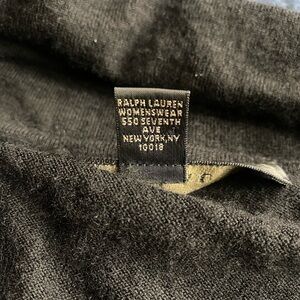 RALPH LAUREN
WOMENSWEAR
550 SEVENTH
AVE
NEW YORK, NY
10018